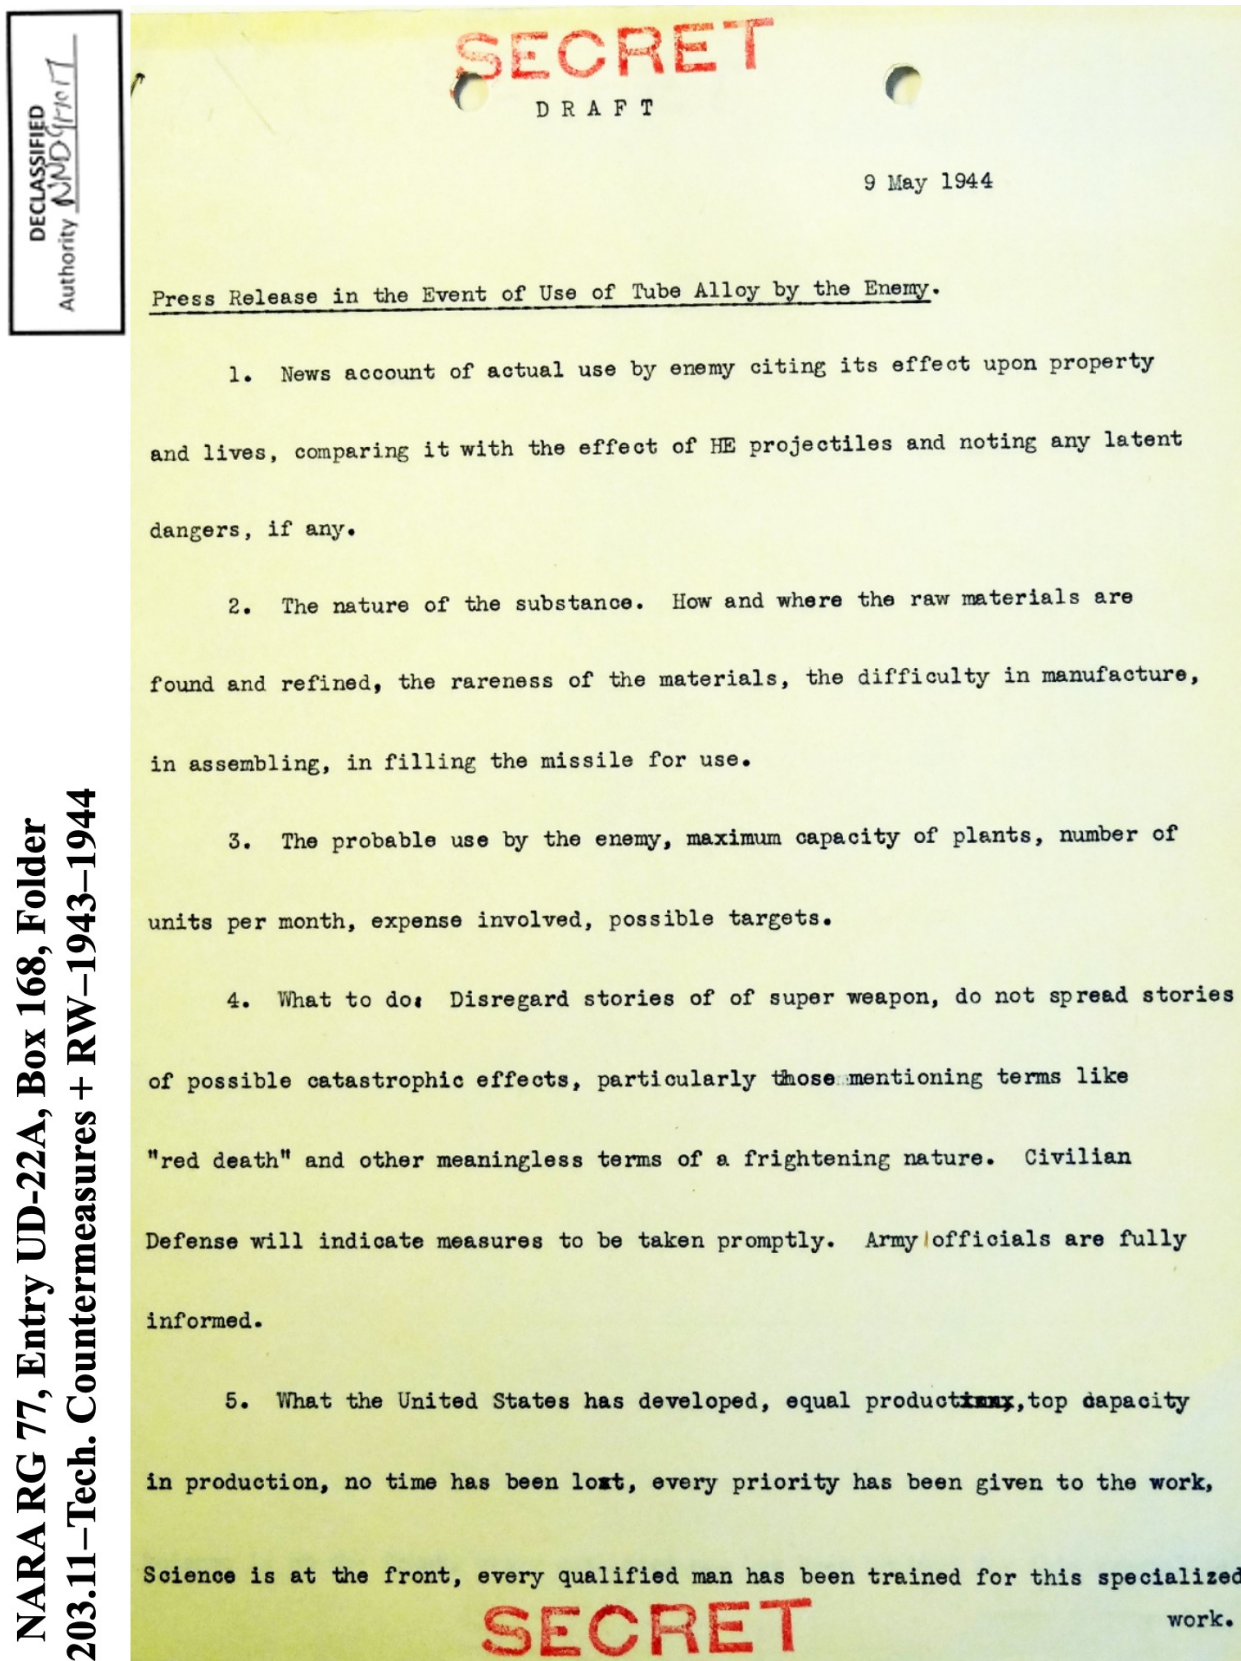 DECLASSIFIED
Authority NND917017
NARA RG 77, Entry UD-22A, Box 168, Folder
203.11–Tech. Countermeasures + RW–1943–1944
SECRET
DRAFT
9 May 1944
Press Release in the Event of Use of Tube Alloy by the Enemy.
1. News account of actual use by enemy citing its effect upon property
and lives, comparing it with the effect of HE projectiles and noting any latent
dangers, if any.
2. The nature of the substance. How and where the raw materials are
found and refined, the rareness of the materials, the difficulty in manufacture,
in assembling, in filling the missile for use.
3. The probable use by the enemy, maximum capacity of plants, number of
units per month, expense involved, possible targets.
4. What to do: Disregard stories of of super weapon, do not spread stories
of possible catastrophic effects, particularly those mentioning terms like
"red death" and other meaningless terms of a frightening nature. Civilian
Defense will indicate measures to be taken promptly. Army officials are fully
informed.
5. What the United States has developed, equal product, top capacity
in production, no time has been lost, every priority has been given to the work,
Science is at the front, every qualified man has been trained for this specialized
work.
SECRET